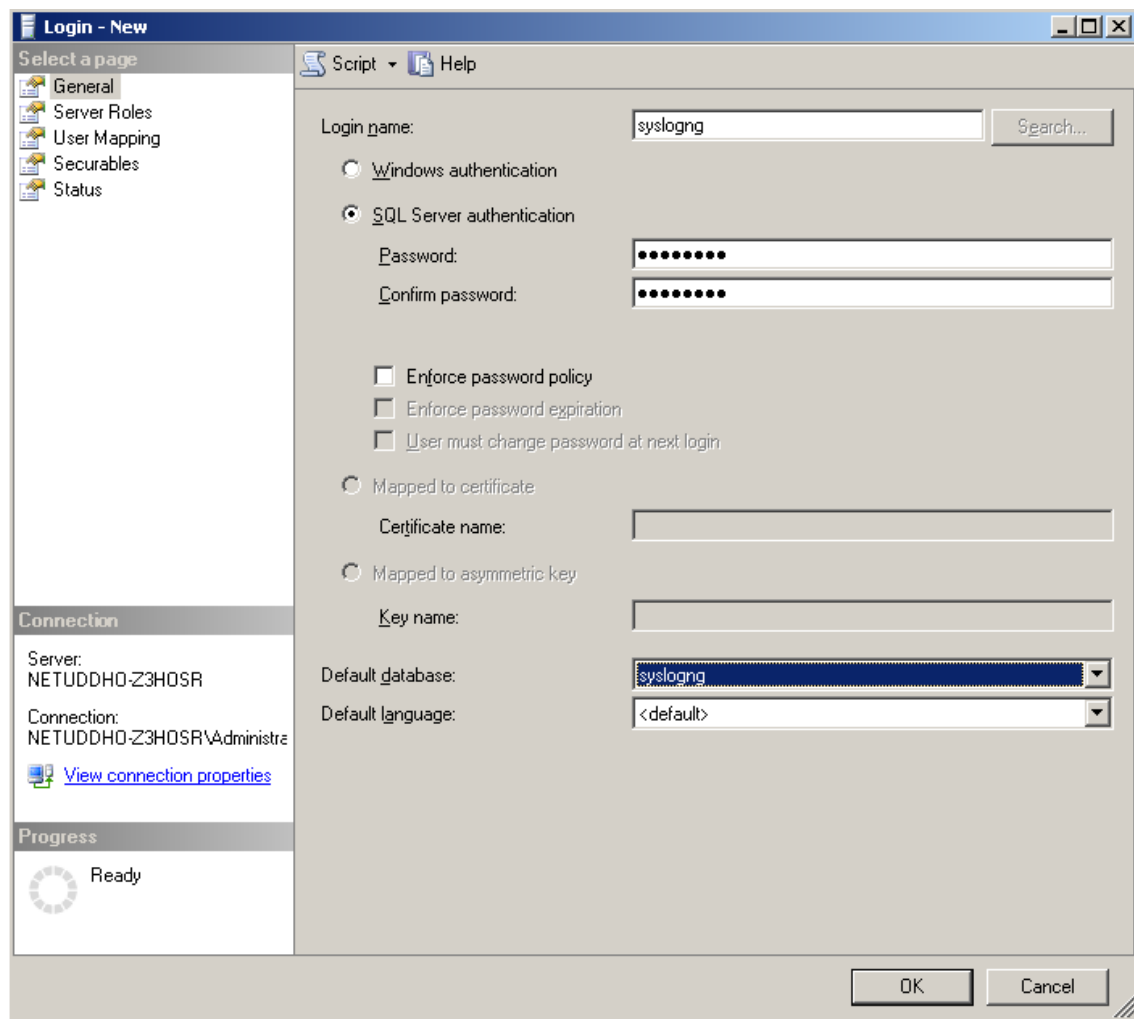 Login - New
Select a page
General
Server Roles
User Mapping
Securables
Status
Script Help
Login name: syslogng Search...
Windows authentication
SQL Server authentication
Password: ●●●●●●●●
Confirm password: ●●●●●●●●
Enforce password policy
Enforce password expiration
User must change password at next login
Mapped to certificate
Certificate name:
Mapped to asymmetric key
Key name:
Default database: syslogng
Default language: <default>
Connection
Server:
NETUDDHO-Z3HOSR
Connection:
NETUDDHO-Z3HOSR\Administra
View connection properties
Progress
Ready
OK Cancel